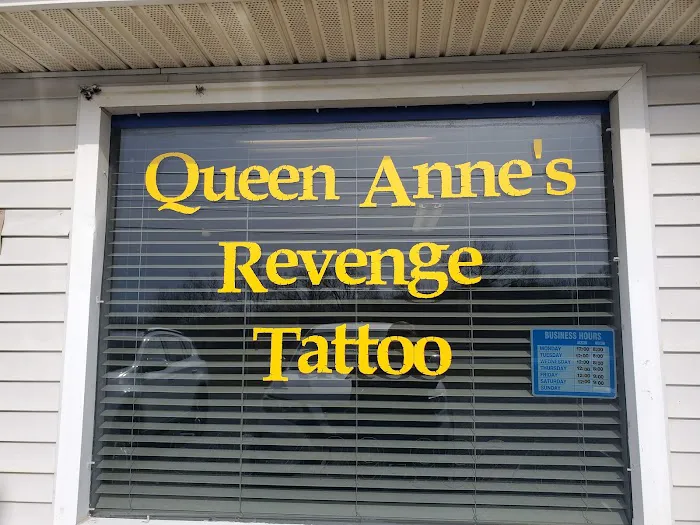 Queen Anne's
Revenge
Tattoo
BUSINESS HOURS
MONDAY
TUESDAY
WEDNESDAY
THURSDAY
FRIDAY
SATURDAY
SUNDAY